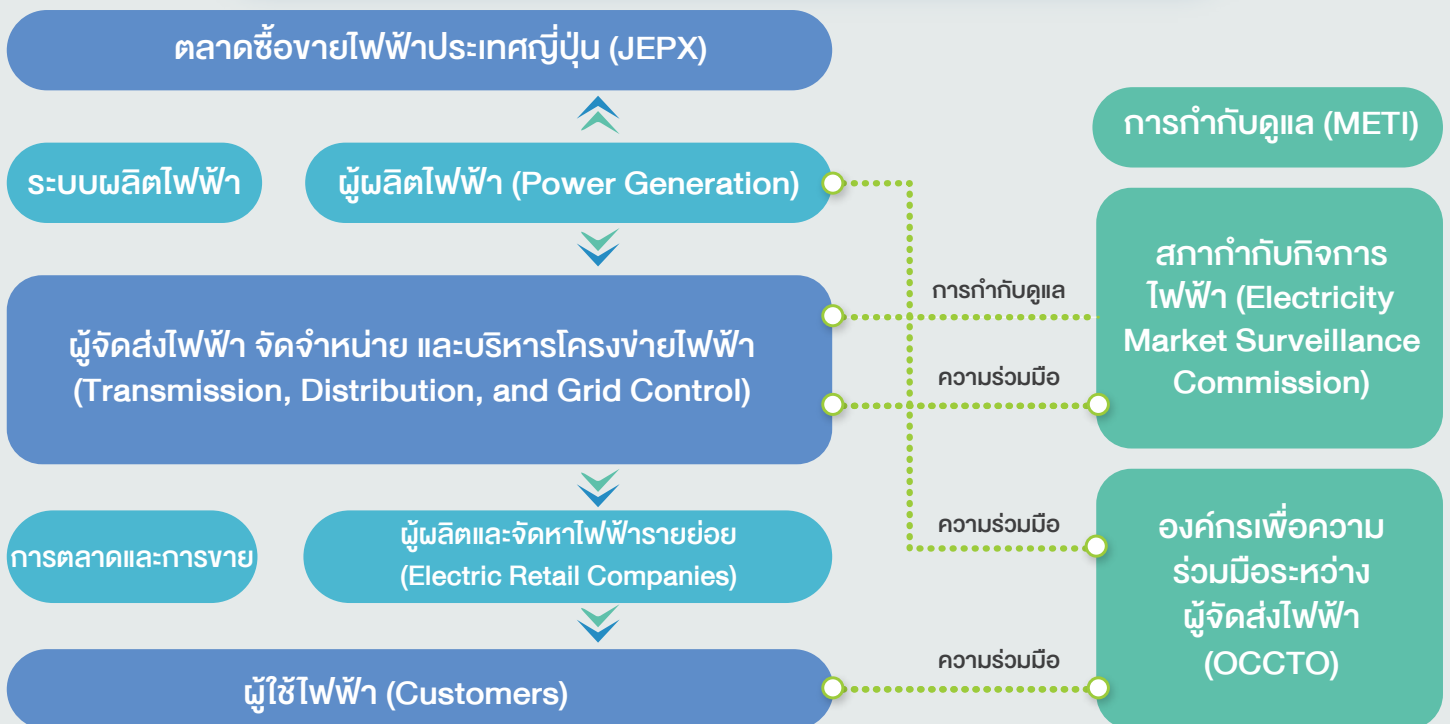 ตลาดซื้อขายไฟฟ้าประเทศญี่ปุ่น (JEPX)
การกำกับดูแล (METI)
ระบบผลิตไฟฟ้า
ผู้ผลิตไฟฟ้า (Power Generation)
สภากำกับกิจการ
ไฟฟ้า (Electricity
Market Surveillance
Commission)
การกำกับดูแล
ผู้จัดส่งไฟฟ้า จัดจำหน่าย และบริหารโครงข่ายไฟฟ้า
(Transmission, Distribution, and Grid Control)
ความร่วมมือ
การตลาดและการขาย
ผู้ผลิตและจัดหาไฟฟ้ารายย่อย
(Electric Retail Companies)
ความร่วมมือ
องค์กรเพื่อความ
ร่วมมือระหว่าง
ผู้จัดส่งไฟฟ้า
(OCCTO)
ความร่วมมือ
ผู้ใช้ไฟฟ้า (Customers)